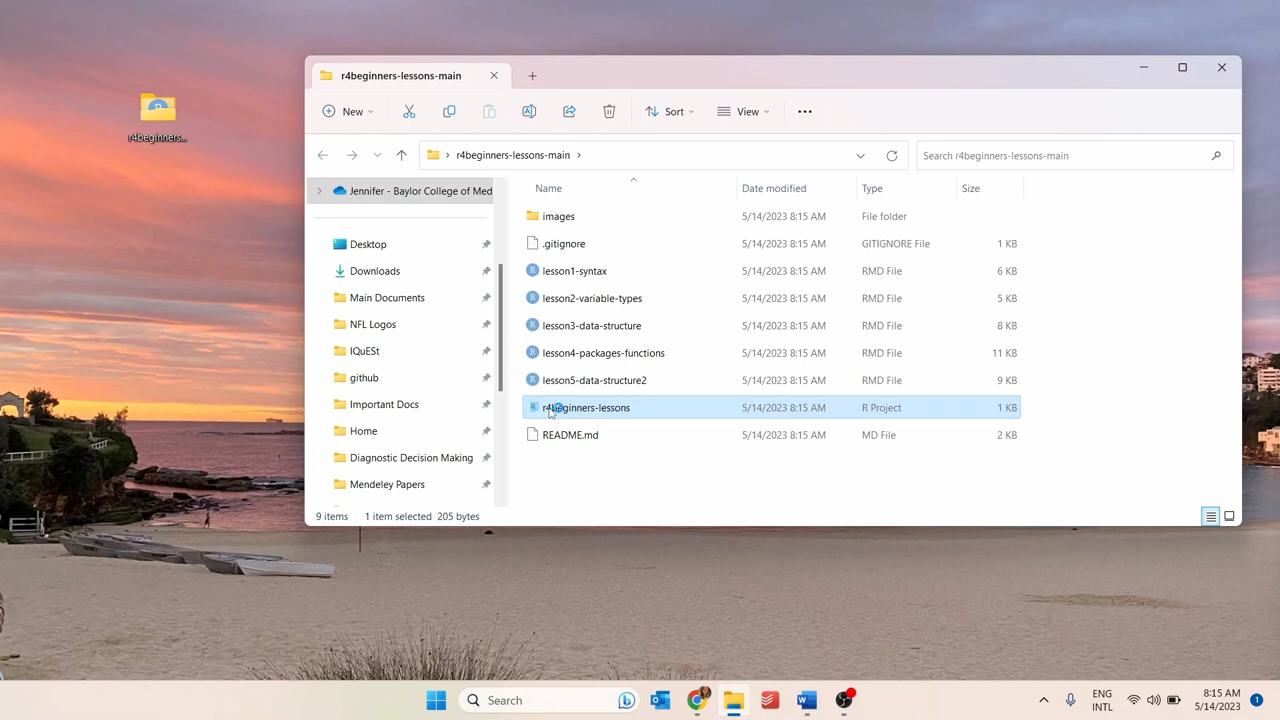 r4beginners...
r4beginners-lessons-main
New
Sort
View
r4beginners-lessons-main
Search r4beginners-lessons-main
Jennifer - Baylor College of Med
Desktop
Downloads
Main Documents
NFL Logos
IQuESt
github
Important Docs
Home
Diagnostic Decision Making
Mendeley Papers
Name Date modified Type Size
images 5/14/2023 8:15 AM File folder
.gitignore 5/14/2023 8:15 AM GITIGNORE File 1 KB
lesson1-syntax 5/14/2023 8:15 AM RMD File 6 KB
lesson2-variable-types 5/14/2023 8:15 AM RMD File 5 KB
lesson3-data-structure 5/14/2023 8:15 AM RMD File 8 KB
lesson4-packages-functions 5/14/2023 8:15 AM RMD File 11 KB
lesson5-data-structure2 5/14/2023 8:15 AM RMD File 9 KB
r4beginners-lessons 5/14/2023 8:15 AM R Project 1 KB
README.md 5/14/2023 8:15 AM MD File 2 KB
9 items 1 item selected 205 bytes
Search
ENG
INTL
8:15 AM
5/14/2023
1